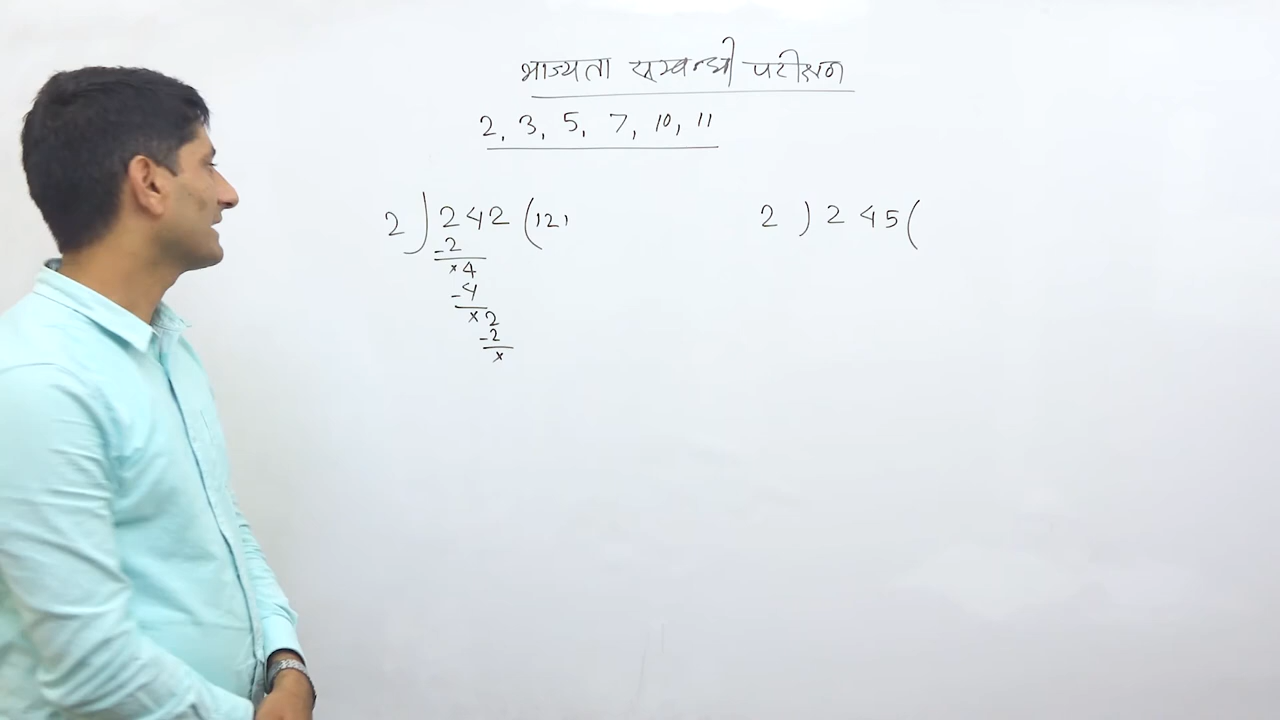 भाज्यता सम्बन्धी परीक्षण
2, 3, 5, 7, 10, 11
2 ) 242 ( 121
-2
×4
-4
×2
-2
×
2 ) 245 (